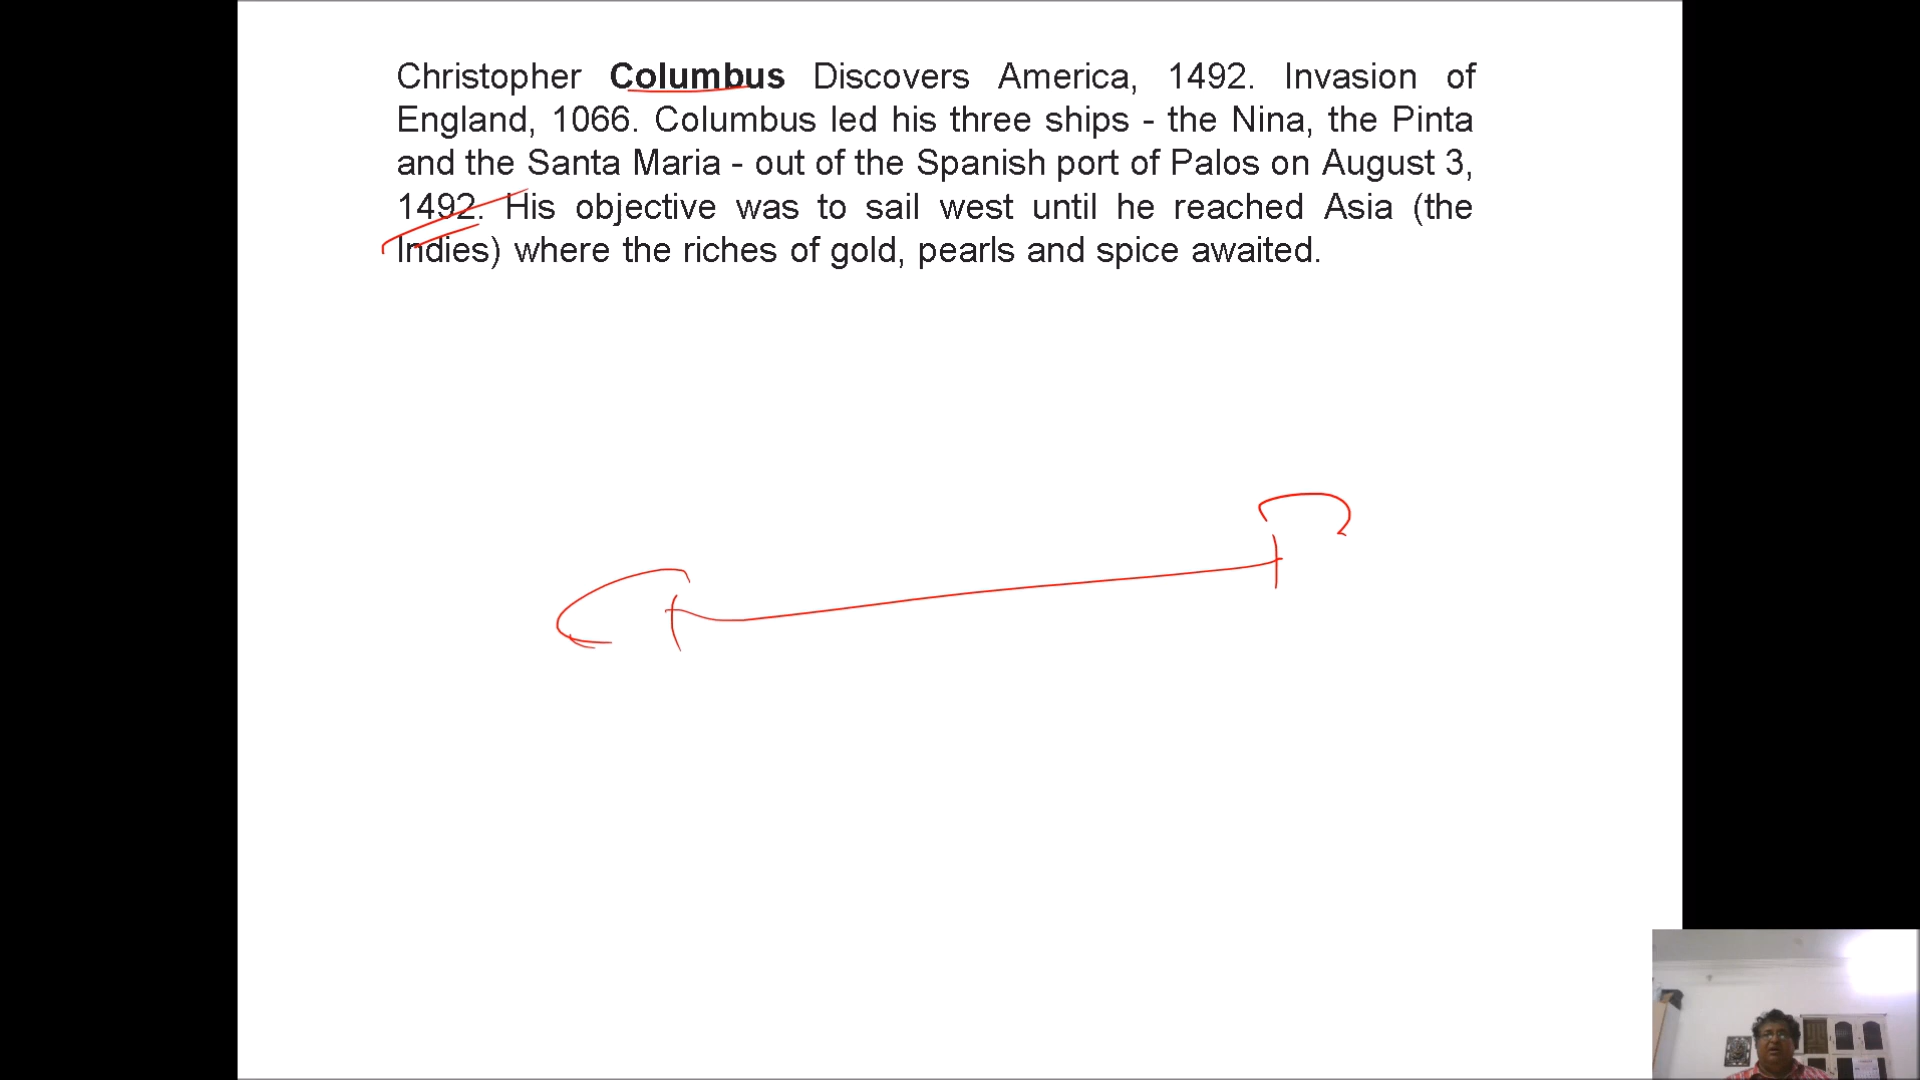 Christopher Columbus Discovers America, 1492. Invasion of
England, 1066. Columbus led his three ships - the Nina, the Pinta
and the Santa Maria - out of the Spanish port of Palos on August 3,
1492. His objective was to sail west until he reached Asia (the
Indies) where the riches of gold, pearls and spice awaited.